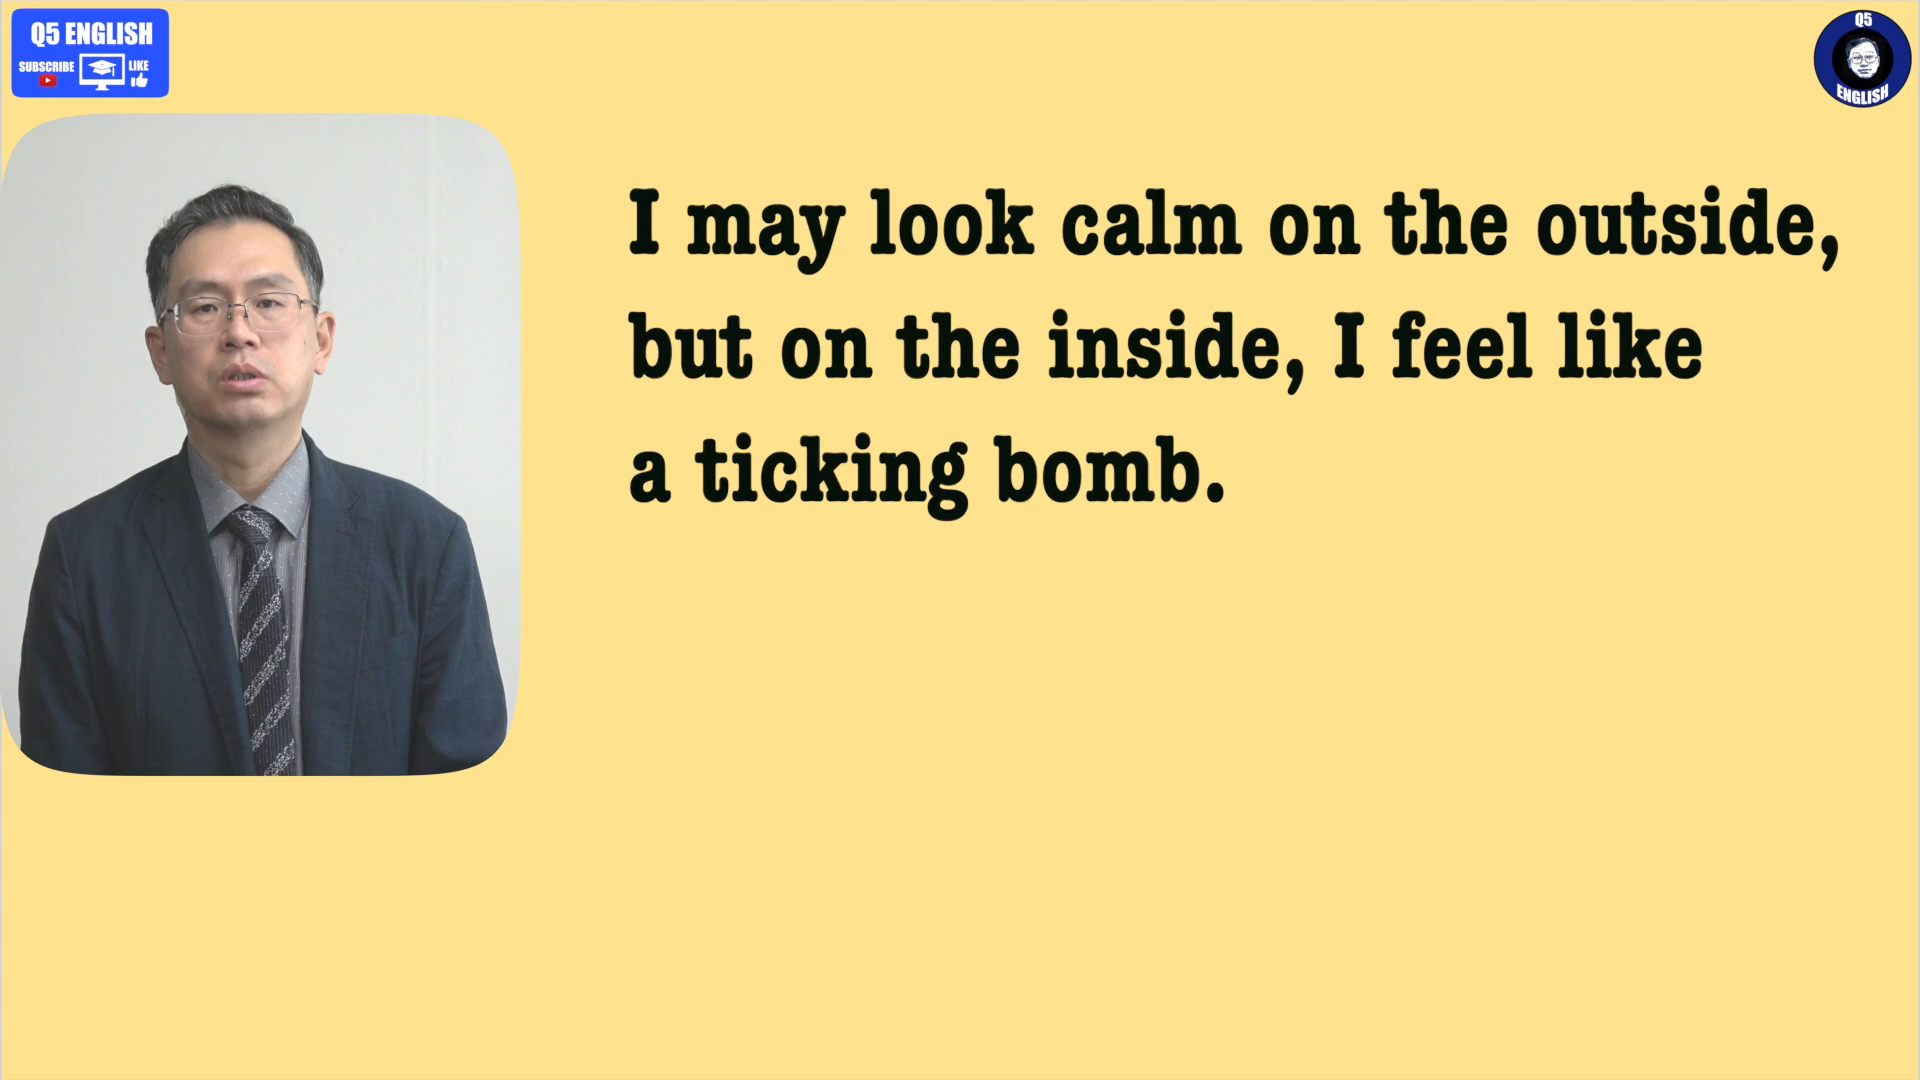 Q5 ENGLISH
SUBSCRIBE
LIKE
Q5
ENGLISH
I may look calm on the outside,
but on the inside, I feel like
a ticking bomb.